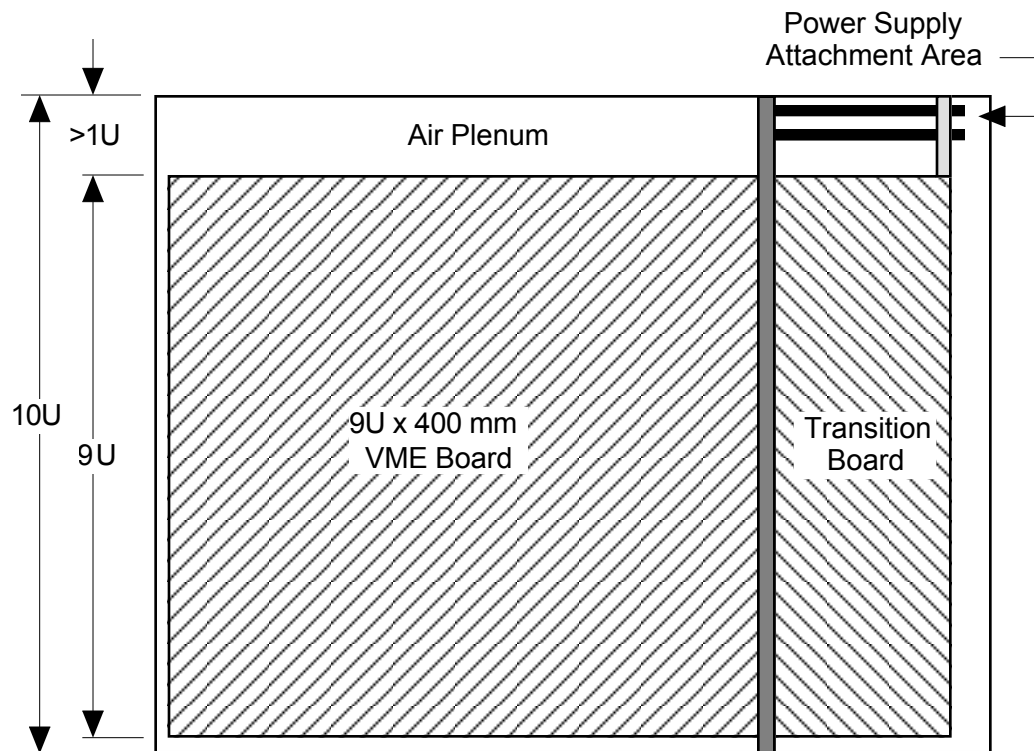 Power Supply
Attachment Area
>1U
Air Plenum
10U
9U
9U x 400 mm
VME Board
Transition
Board